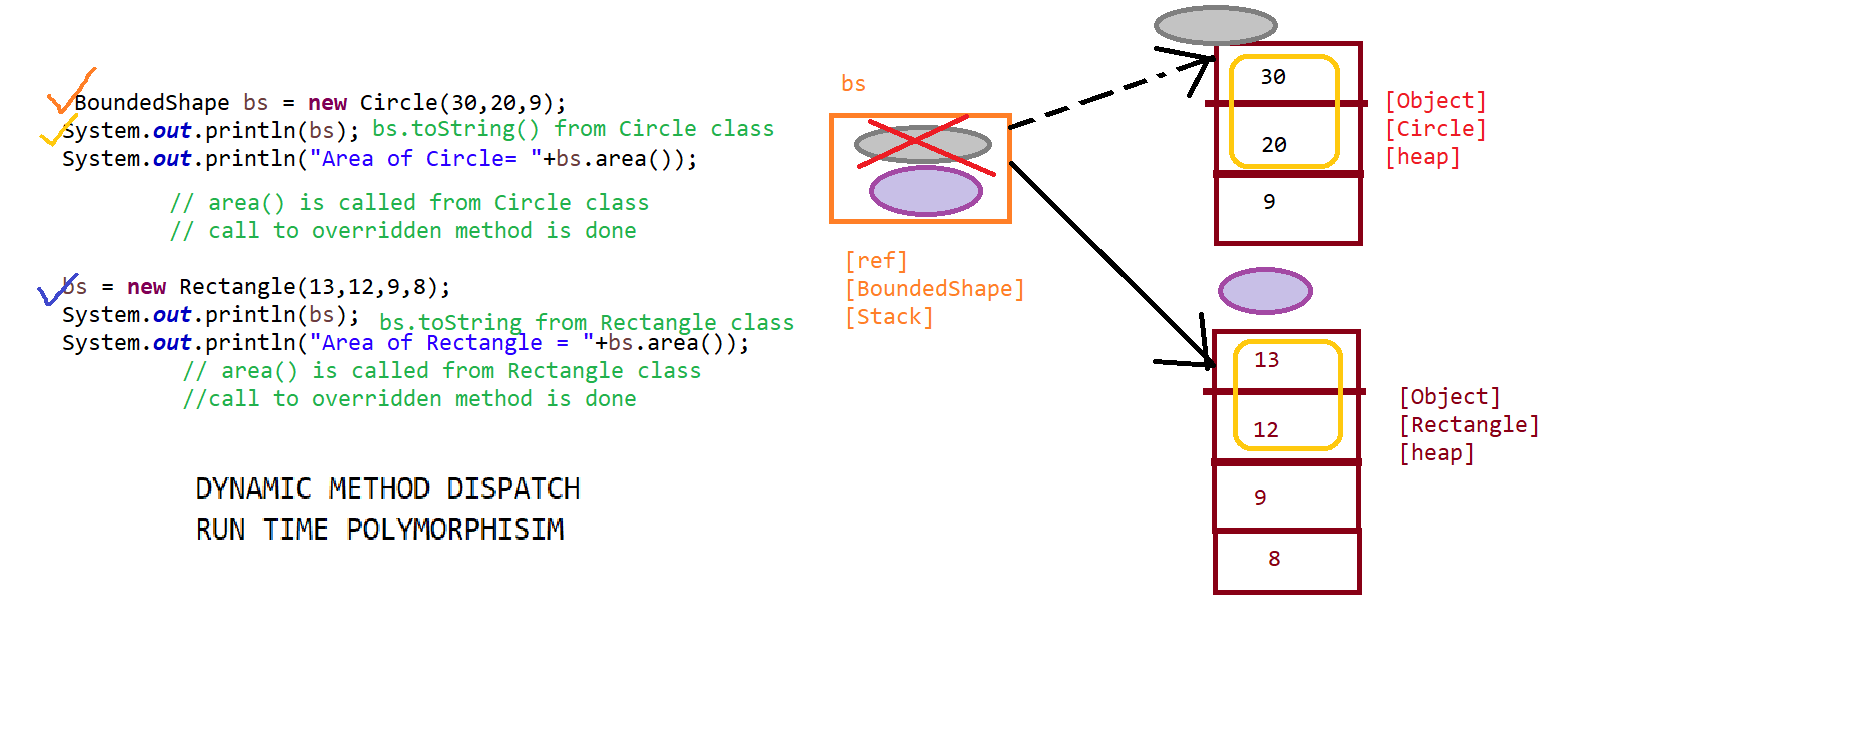 BoundedShape bs = new Circle(30,20,9);
System.out.println(bs); bs.toString() from Circle class
System.out.println("Area of Circle= "+bs.area());
// area() is called from Circle class
// call to overridden method is done
bs = new Rectangle(13,12,9,8);
System.out.println(bs); bs.toString from Rectangle class
System.out.println("Area of Rectangle = "+bs.area());
// area() is called from Rectangle class
//call to overridden method is done
DYNAMIC METHOD DISPATCH
RUN TIME POLYMORPHISIM
bs
[ref]
[BoundedShape]
[Stack]
30
20
9
[Object]
[Circle]
[heap]
13
12
9
8
[Object]
[Rectangle]
[heap]